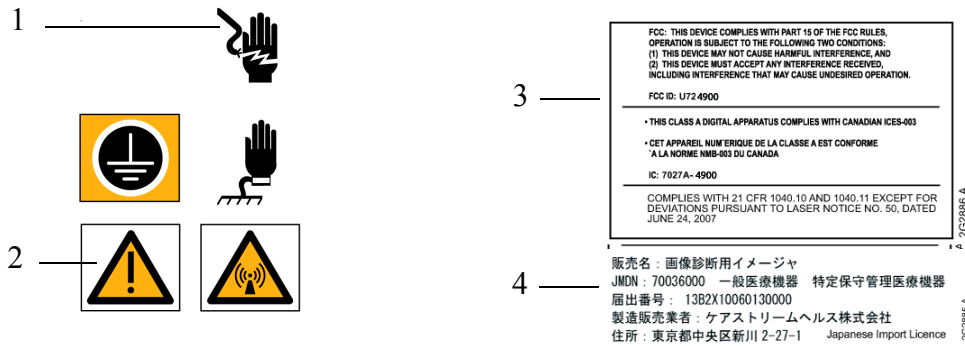 1
2
3
FCC: THIS DEVICE COMPLIES WITH PART 15 OF THE FCC RULES,
OPERATION IS SUBJECT TO THE FOLLOWING TWO CONDITIONS:
(1) THIS DEVICE MAY NOT CAUSE HARMFUL INTERFERENCE, AND
(2) THIS DEVICE MUST ACCEPT ANY INTERFERENCE RECEIVED,
INCLUDING INTERFERENCE THAT MAY CAUSE UNDESIRED OPERATION.
FCC ID: U724900
• THIS CLASS A DIGITAL APPARATUS COMPLIES WITH CANADIAN ICES-003
• CET APPAREIL NUM´ERIQUE DE LA CLASSE A EST CONFORME
`A LA NORME NMB-003 DU CANADA
IC: 7027A- 4900
COMPLIES WITH 21 CFR 1040.10 AND 1040.11 EXCEPT FOR
DEVIATIONS PURSUANT TO LASER NOTICE NO. 50, DATED
JUNE 24, 2007
2G2886 A
4
販売名：画像診断用イメージャ
JMDN：70036000 一般医療機器 特定保守管理医療機器
届出番号： 13B2X10060130000
製造販売業者：ケアストリームヘルス株式会社
住所：東京都中央区新川 2-27-1 Japanese Import Licence